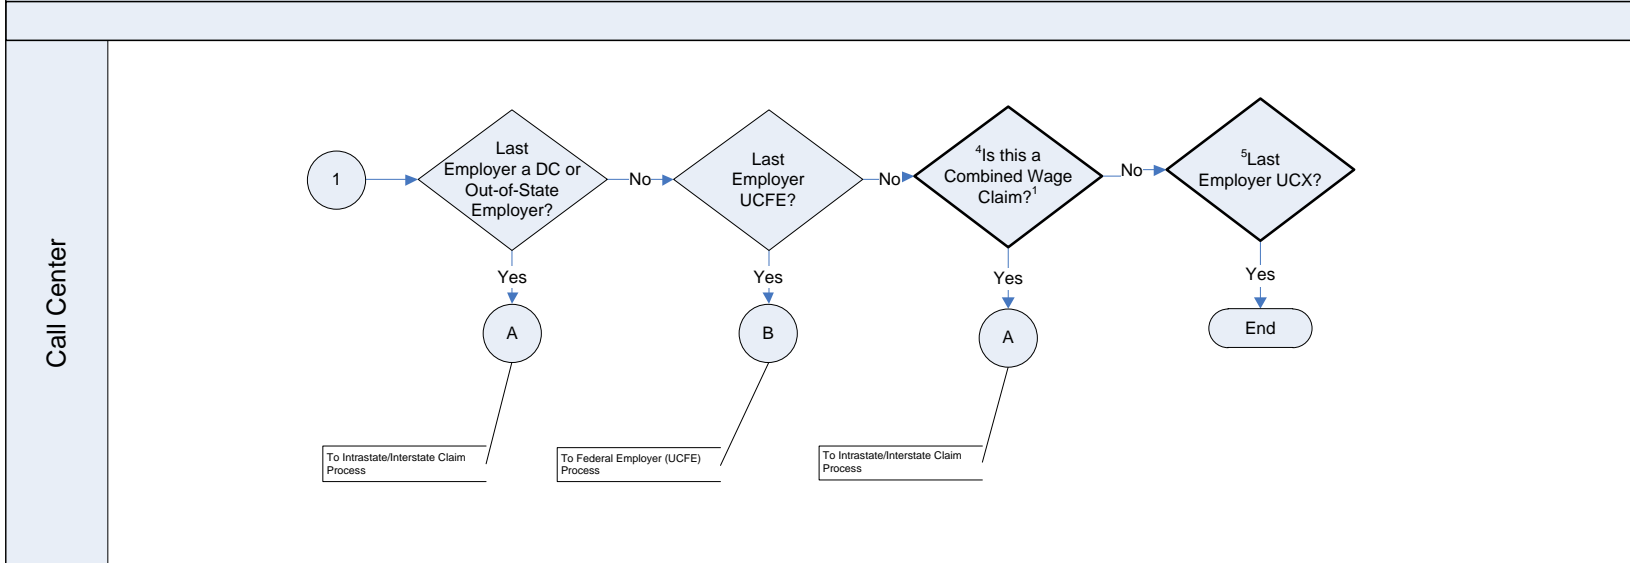 Call Center
1
Last
Employer a DC or
Out-of-State
Employer?
No
Last
Employer
UCFE?
No
⁴Is this a
Combined Wage
Claim?¹
No
⁵Last
Employer UCX?
Yes
Yes
Yes
Yes
A
B
A
End
To Intrastate/Interstate Claim
Process
To Federal Employer (UCFE)
Process
To Intrastate/Interstate Claim
Process